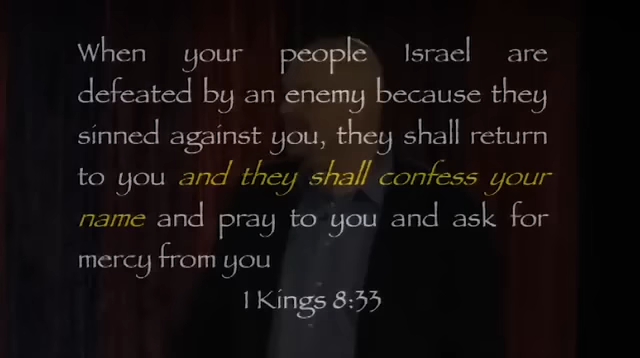 When your people Israel are
defeated by an enemy because they
sinned against you, they shall return
to you and they shall confess your
name and pray to you and ask for
mercy from you
1 Kings 8:33